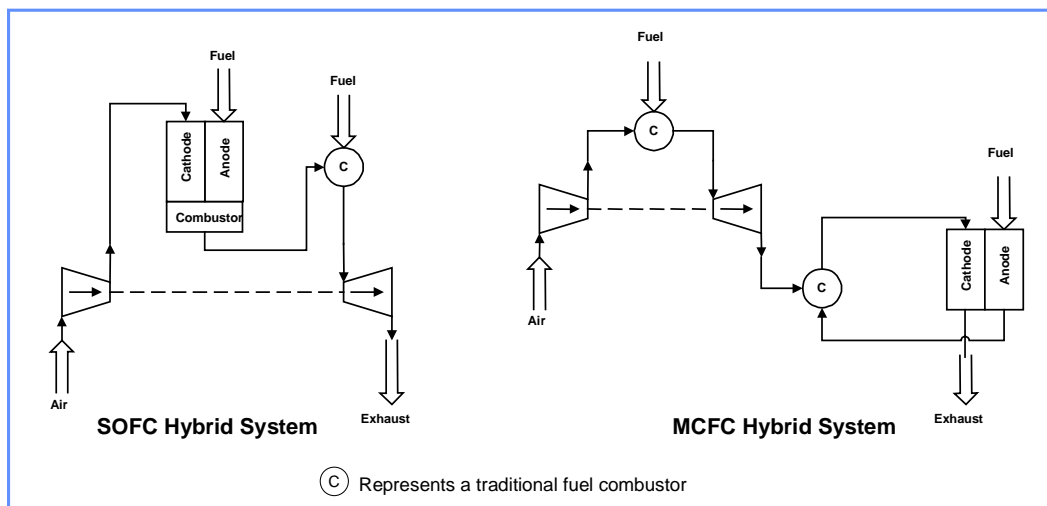 Fuel
Fuel
Cathode
Anode
C
Combustor
Air
Exhaust
SOFC Hybrid System
Fuel
C
Fuel
Cathode
Anode
C
Air
Exhaust
MCFC Hybrid System
C Represents a traditional fuel combustor